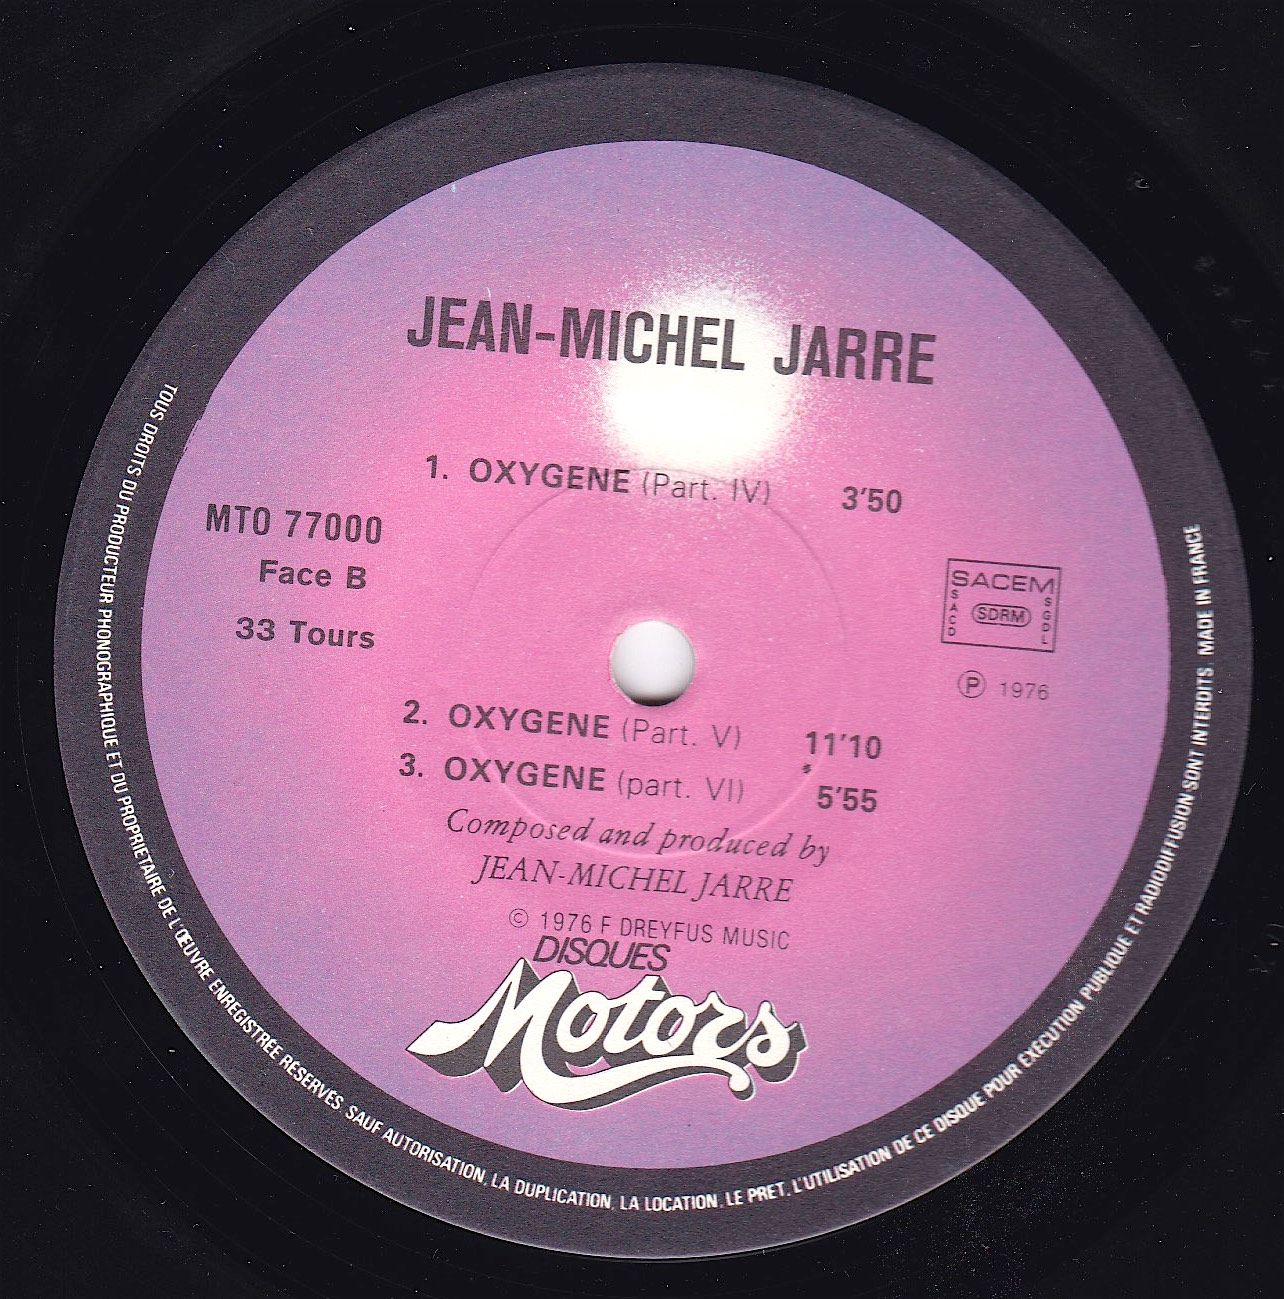 JEAN-MICHEL JARRE
1. OXYGENE (Part. IV) 3'50
MTO 77000
Face B
33 Tours
SACEM
SACD
SDRM
SGDL
Ⓟ 1976
2. OXYGENE (Part. V) 11'10
3. OXYGENE (part. VI) 5'55
Composed and produced by
JEAN-MICHEL JARRE
© 1976 F DREYFUS MUSIC
DISQUES
Motors
TOUS DROITS DU PRODUCTEUR PHONOGRAPHIQUE ET DU PROPRIETAIRE DE L'ŒUVRE ENREGISTRÉE RÉSERVÉS. SAUF AUTORISATION, LA DUPLICATION, LA LOCATION, LE PRET, L'UTILISATION DE CE DISQUE POUR EXECUTION PUBLIQUE ET RADIODIFFUSION SONT INTERDITS. MADE IN FRANCE